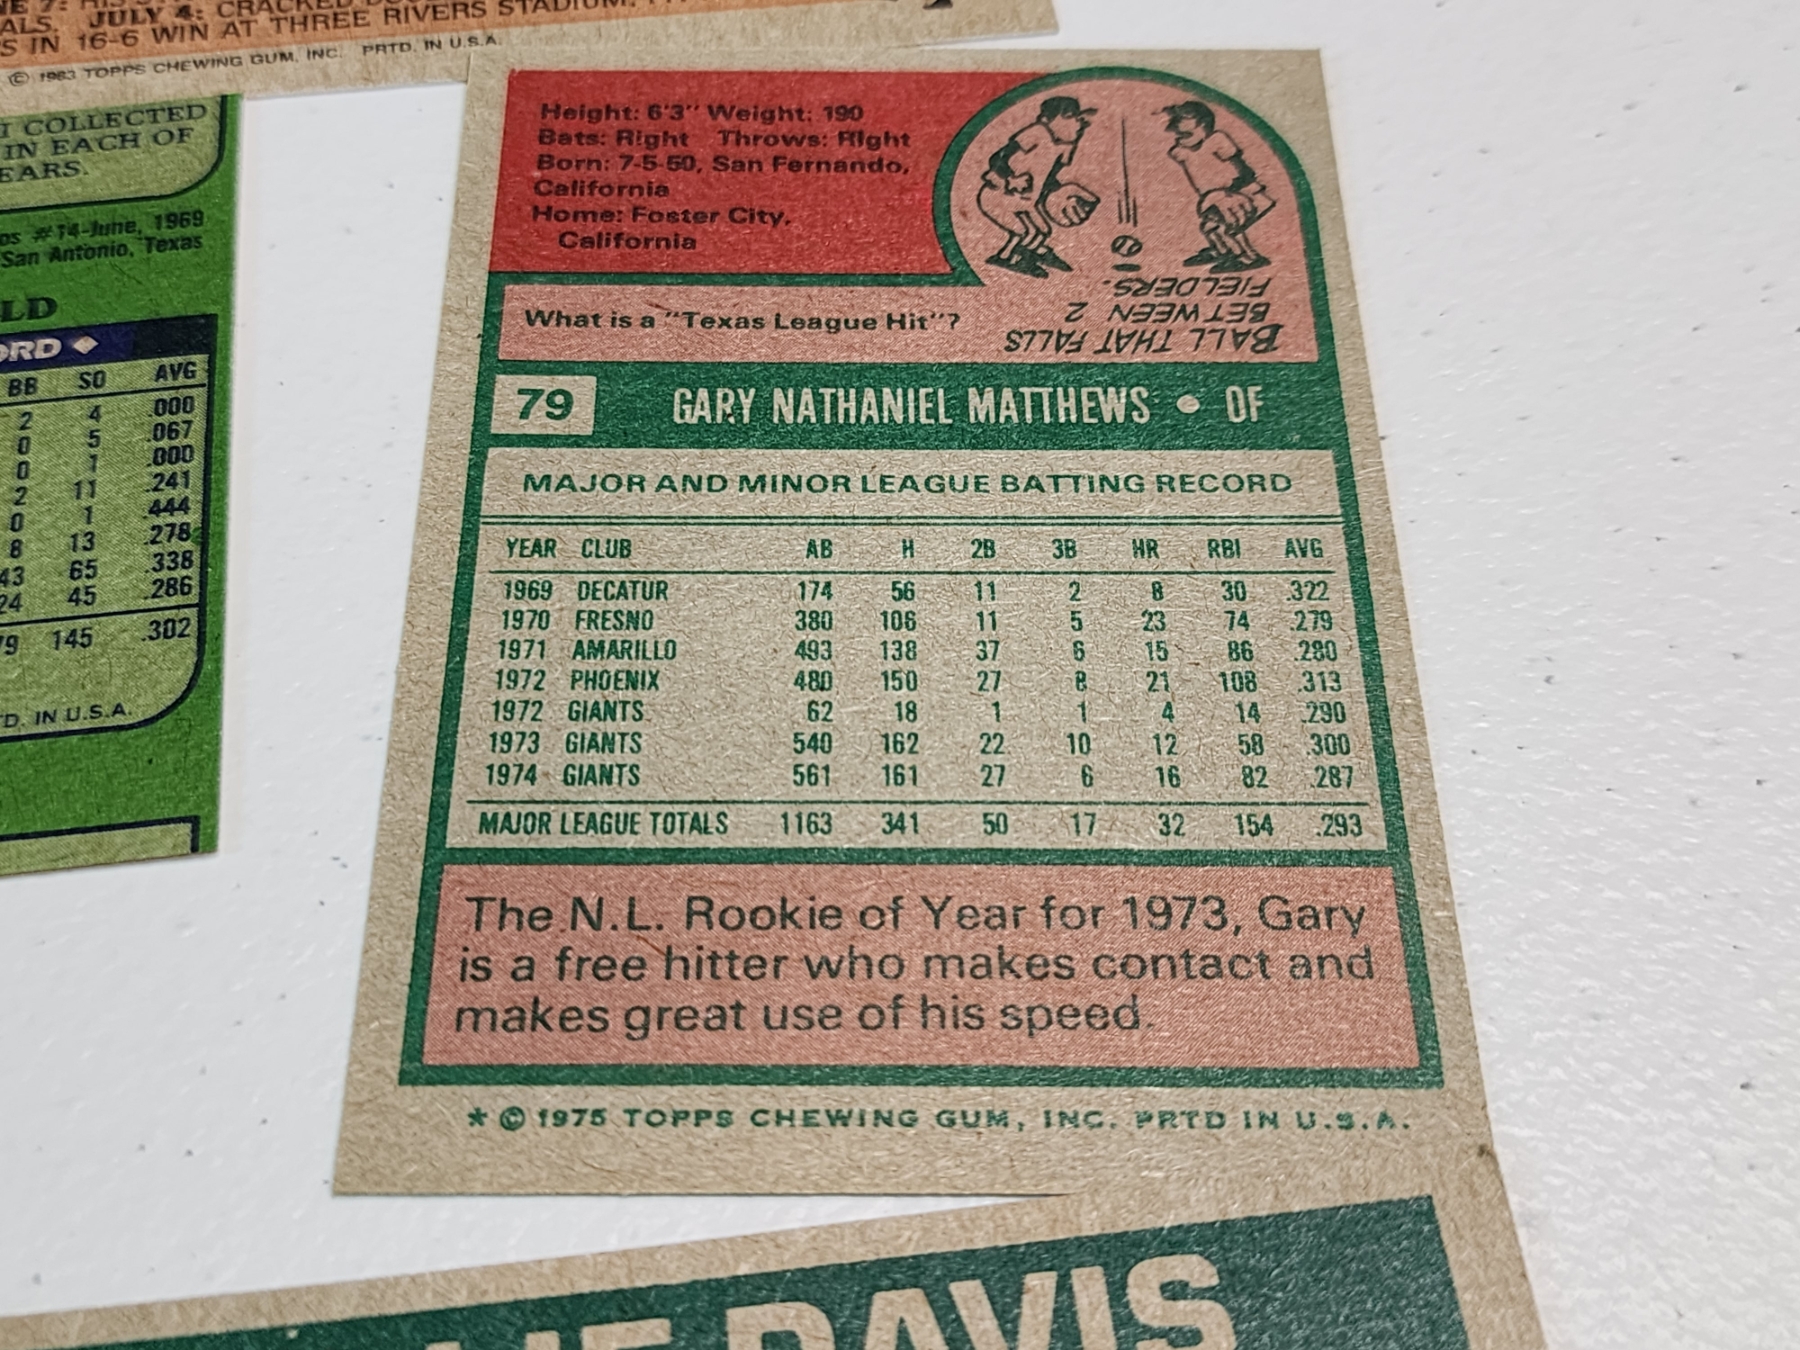 JULY 4: CRACKED
S IN 16-6 WIN AT THREE RIVERS STADIUM.
© 1983 TOPPS CHEWING GUM, INC. PRTD. IN U.S.A.
COLLECTED
IN EACH OF
EARS.
#14-June, 1969
San Antonio, Texas
LD
ORD
BB SO AVG
2 4 .000
0 5 .067
0 1 .000
2 11 .241
0 1 .444
8 13 .278
43 65 .338
24 45 .286
79 145 .302
D. IN U.S.A.
Height: 6'3" Weight: 190
Bats: Right Throws: Right
Born: 7-5-50, San Fernando,
California
Home: Foster City,
California
What is a "Texas League Hit"?
BALL THAT FALLS
BETWEEN 2
FIELDERS.
79 GARY NATHANIEL MATTHEWS • OF
MAJOR AND MINOR LEAGUE BATTING RECORD
YEAR CLUB AB H 2B 3B HR RBI AVG
1969 DECATUR 174 56 11 2 8 30 .322
1970 FRESNO 380 106 11 5 23 74 .279
1971 AMARILLO 493 138 37 6 15 86 .280
1972 PHOENIX 480 150 27 8 21 108 .313
1972 GIANTS 62 18 1 1 4 14 .290
1973 GIANTS 540 162 22 10 12 58 .300
1974 GIANTS 561 161 27 6 16 82 .287
MAJOR LEAGUE TOTALS 1163 341 50 17 32 154 .293
The N.L. Rookie of Year for 1973, Gary
is a free hitter who makes contact and
makes great use of his speed.
* © 1975 TOPPS CHEWING GUM, INC. PRTD IN U.S.A.
DAVIS